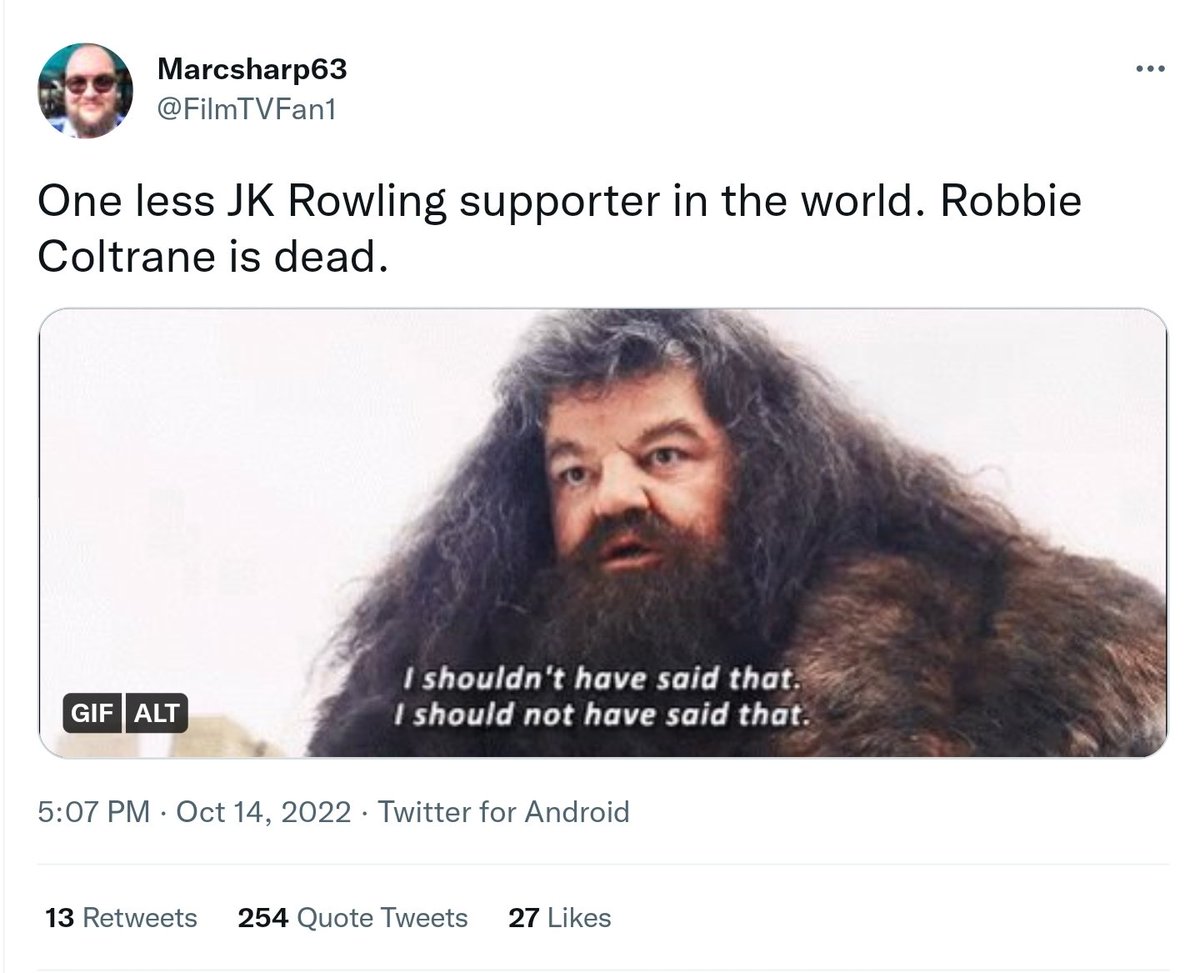 Marcsharp63
@FilmTVFan1
One less JK Rowling supporter in the world. Robbie
Coltrane is dead.
I shouldn't have said that.
I should not have said that.
GIF ALT
5:07 PM · Oct 14, 2022 · Twitter for Android
13 Retweets 254 Quote Tweets 27 Likes